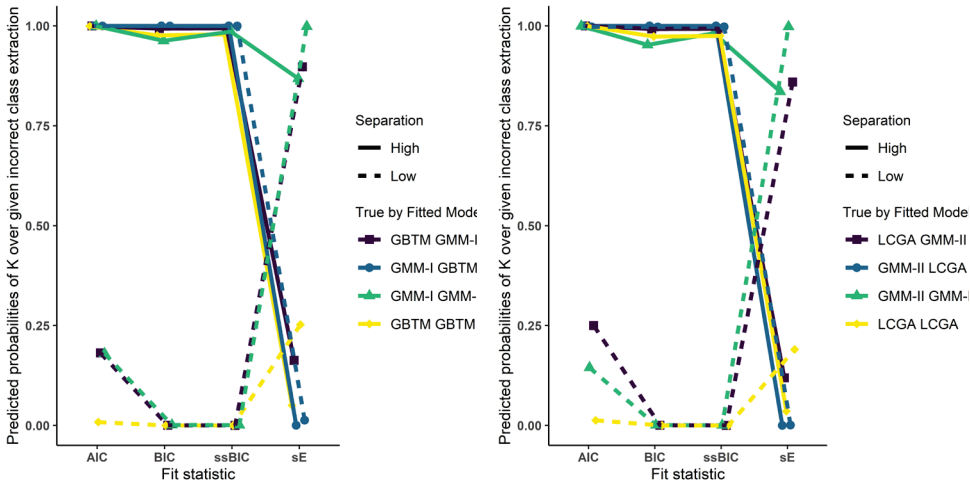 Predicted probabilities of K over given incorrect class extraction
1.00
0.75
0.50
0.25
0.00
AIC
BIC
ssBIC
sE
Fit statistic
Separation
High
Low
True by Fitted Mode
GBTM GMM-I
GMM-I GBTM
GMM-I GMM-
GBTM GBTM
Predicted probabilities of K over given incorrect class extraction
1.00
0.75
0.50
0.25
0.00
AIC
BIC
ssBIC
sE
Fit statistic
Separation
High
Low
True by Fitted Model
LCGA GMM-II
GMM-II LCGA
GMM-II GMM-I
LCGA LCGA